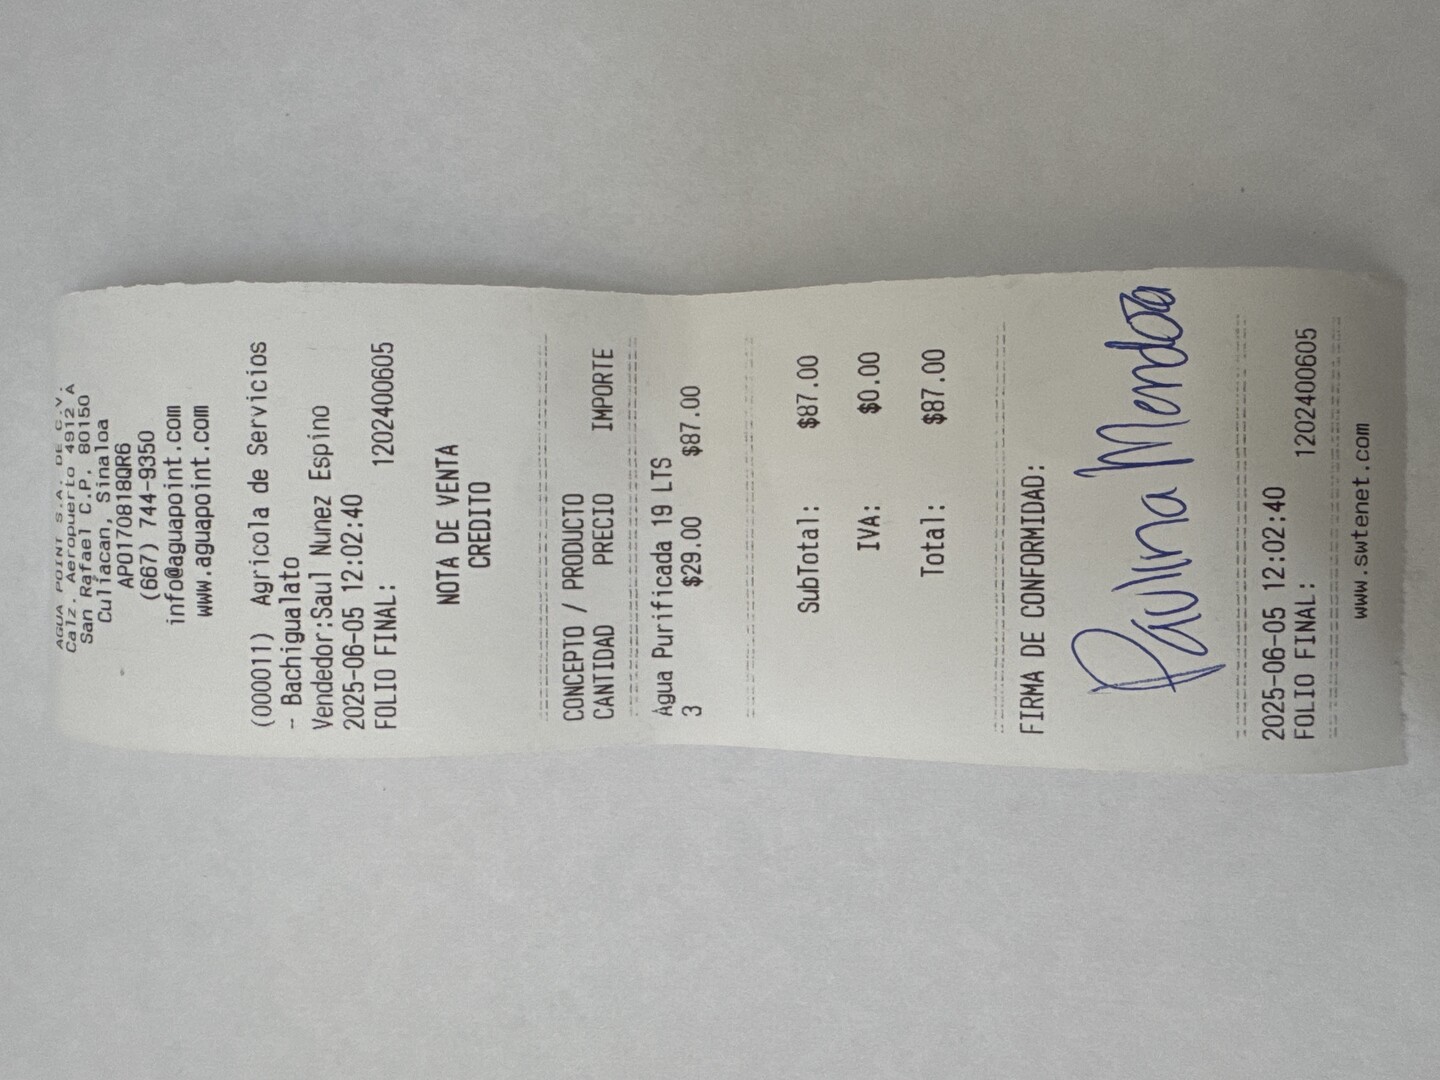 AGUA POINT S.A. DE C.V.
Calz. Aeropuerto 4912 A
San Rafael C.P. 80150
Culiacan, Sinaloa
APO170818QR6
(667) 744-9350
info@aguapoint.com
www.aguapoint.com
(000011) Agricola de Servicios
- Bachigualato
Vendedor:Saul Nunez Espino
2025-06-05 12:02:40
FOLIO FINAL: 1202400605
NOTA DE VENTA
CREDITO
CONCEPTO / PRODUCTO
CANTIDAD PRECIO IMPORTE
Agua Purificada 19 LTS
3 $29.00 $87.00
SubTotal: $87.00
IVA: $0.00
Total: $87.00
FIRMA DE CONFORMIDAD:
Paulina Mendoza
2025-06-05 12:02:40
FOLIO FINAL: 1202400605
www.swtenet.com